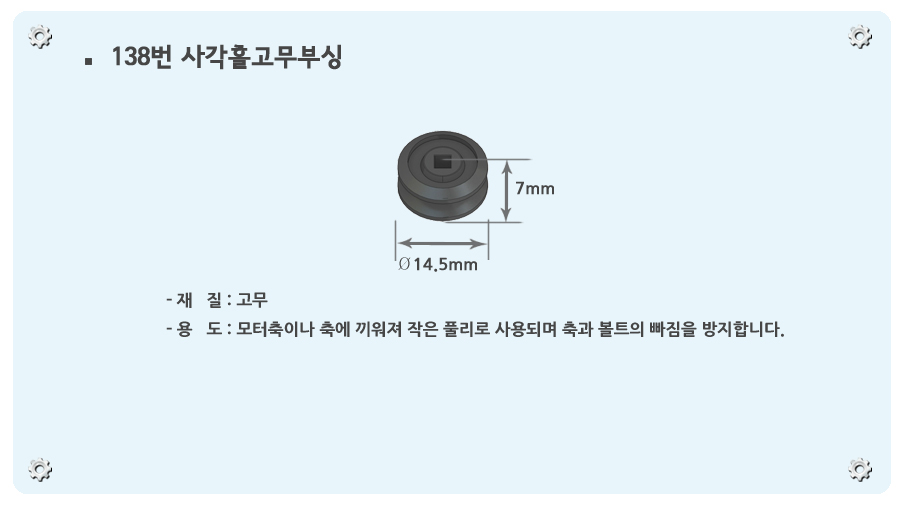 ▪ 138번 사각홀고무부싱
7mm
Ø14.5mm
- 재 질 : 고무
- 용 도 : 모터축이나 축에 끼워져 작은 풀리로 사용되며 축과 볼트의 빠짐을 방지합니다.